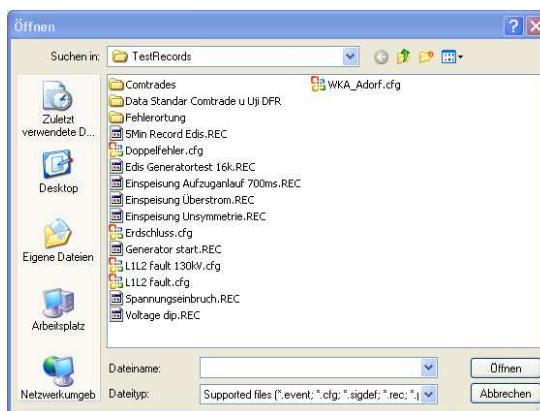 Öffnen
Suchen in:
TestRecords
Zuletzt
verwendete D...
Desktop
Eigene Dateien
Arbeitsplatz
Netzwerkumgeb
Comtrades
Data Standar Comtrade u Uji DFR
Fehlerortung
5Min Record Edis.REC
Doppelfehler.cfg
Edis Generatortest 16k.REC
Einspeisung Aufzuganlauf 700ms.REC
Einspeisung Überstrom.REC
Einspeisung Unsymmetrie.REC
Erdschluss.cfg
Generator start.REC
L1L2 fault 130kV.cfg
L1L2 fault.cfg
Spannungseinbruch.REC
Voltage dip.REC
WKA_Adorf.cfg
Dateiname:
Öffnen
Dateityp:
Supported files (*.event; *.cfg; *.sigdef; *.rec; *.
Abbrechen